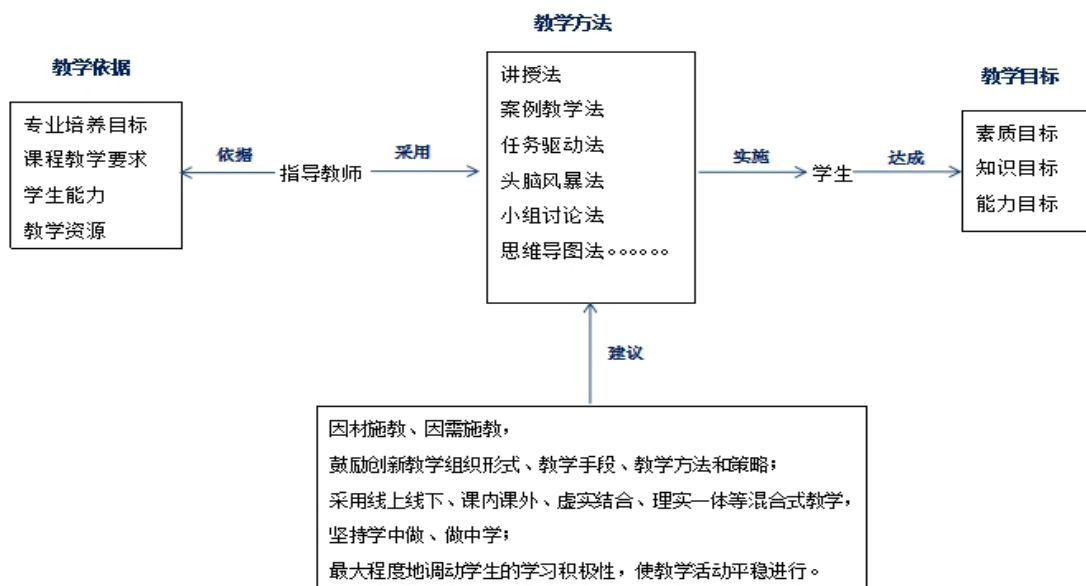 教学方法
教学依据
教学目标
专业培养目标
课程教学要求
学生能力
教学资源
依据
指导教师
采用
讲授法
案例教学法
任务驱动法
头脑风暴法
小组讨论法
思维导图法。。。。。。
实施
学生
达成
素质目标
知识目标
能力目标
建议
因材施教、因需施教，
鼓励创新教学组织形式、教学手段、教学方法和策略；
采用线上线下、课内课外、虚实结合、理实一体等混合式教学，
坚持学中做、做中学；
最大程度地调动学生的学习积极性，使教学活动平稳进行。